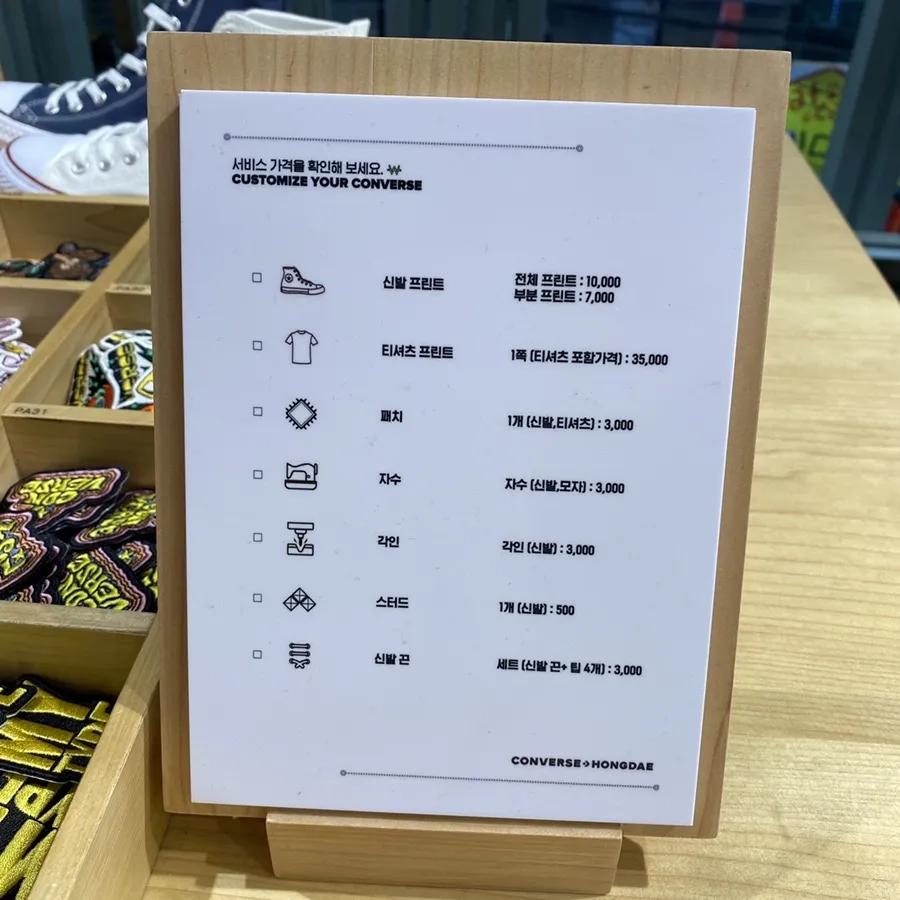 서비스 가격을 확인해 보세요. ₩
CUSTOMIZE YOUR CONVERSE
신발 프린트
전체 프린트 : 10,000
부분 프린트 : 7,000
티셔츠 프린트
1쪽 (티셔츠 포함가격) : 35,000
패치
1개 (신발,티셔츠) : 3,000
자수
자수 (신발,모자) : 3,000
각인
각인 (신발) : 3,000
스터드
1개 (신발) : 500
신발 끈
세트 (신발 끈+ 팁 4개) : 3,000
CONVERSE→HONGDAE
PA31